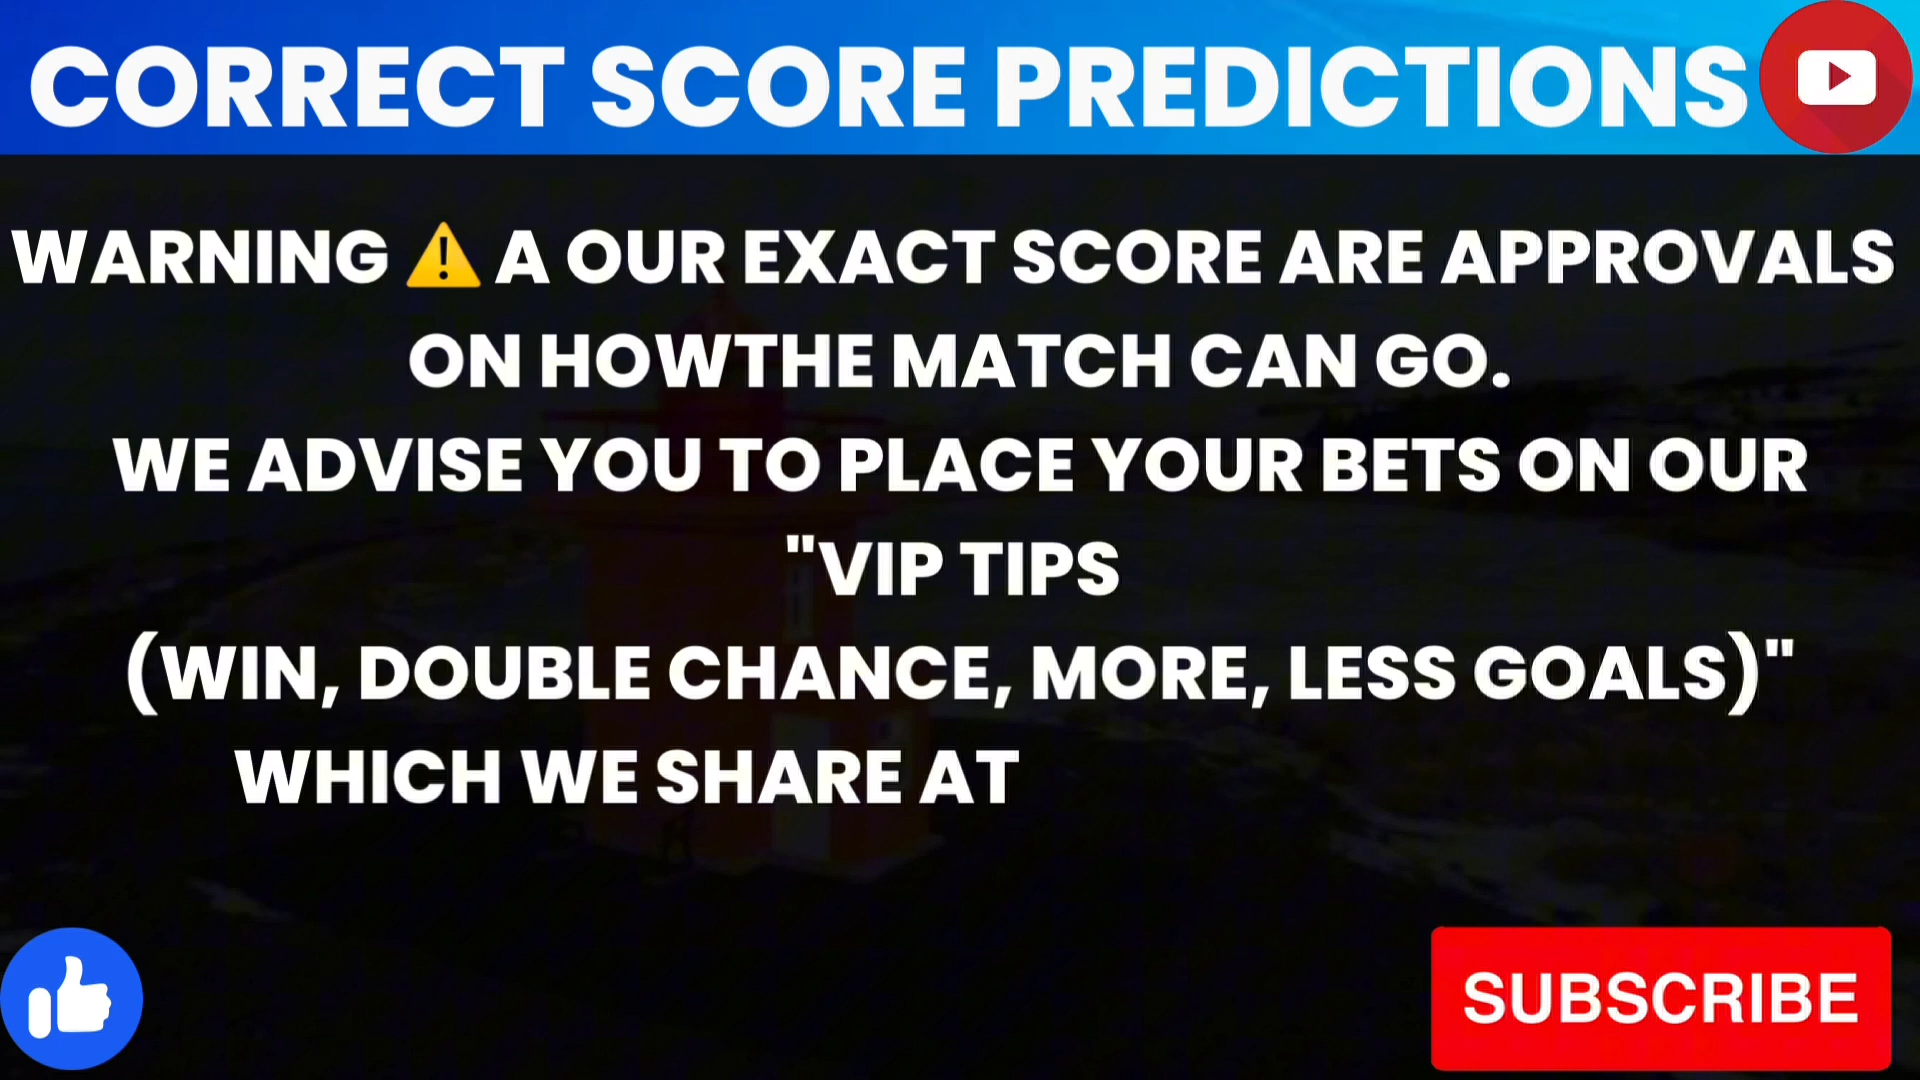 CORRECT SCORE PREDICTIONS
WARNING ⚠️ A OUR EXACT SCORE ARE APPROVALS
ON HOWTHE MATCH CAN GO.
WE ADVISE YOU TO PLACE YOUR BETS ON OUR
"VIP TIPS
(WIN, DOUBLE CHANCE, MORE, LESS GOALS)"
WHICH WE SHARE AT
SUBSCRIBE